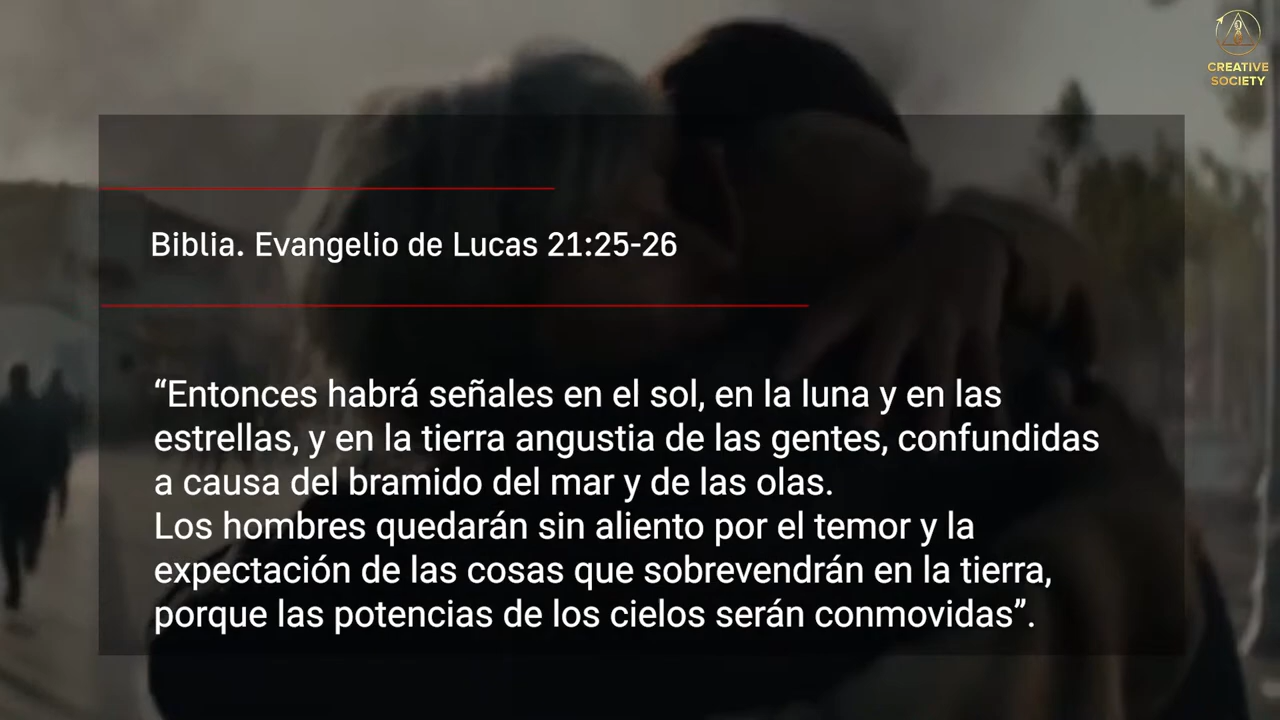 CREATIVE
SOCIETY
Biblia. Evangelio de Lucas 21:25-26
“Entonces habrá señales en el sol, en la luna y en las
estrellas, y en la tierra angustia de las gentes, confundidas
a causa del bramido del mar y de las olas.
Los hombres quedarán sin aliento por el temor y la
expectación de las cosas que sobrevendrán en la tierra,
porque las potencias de los cielos serán conmovidas”.